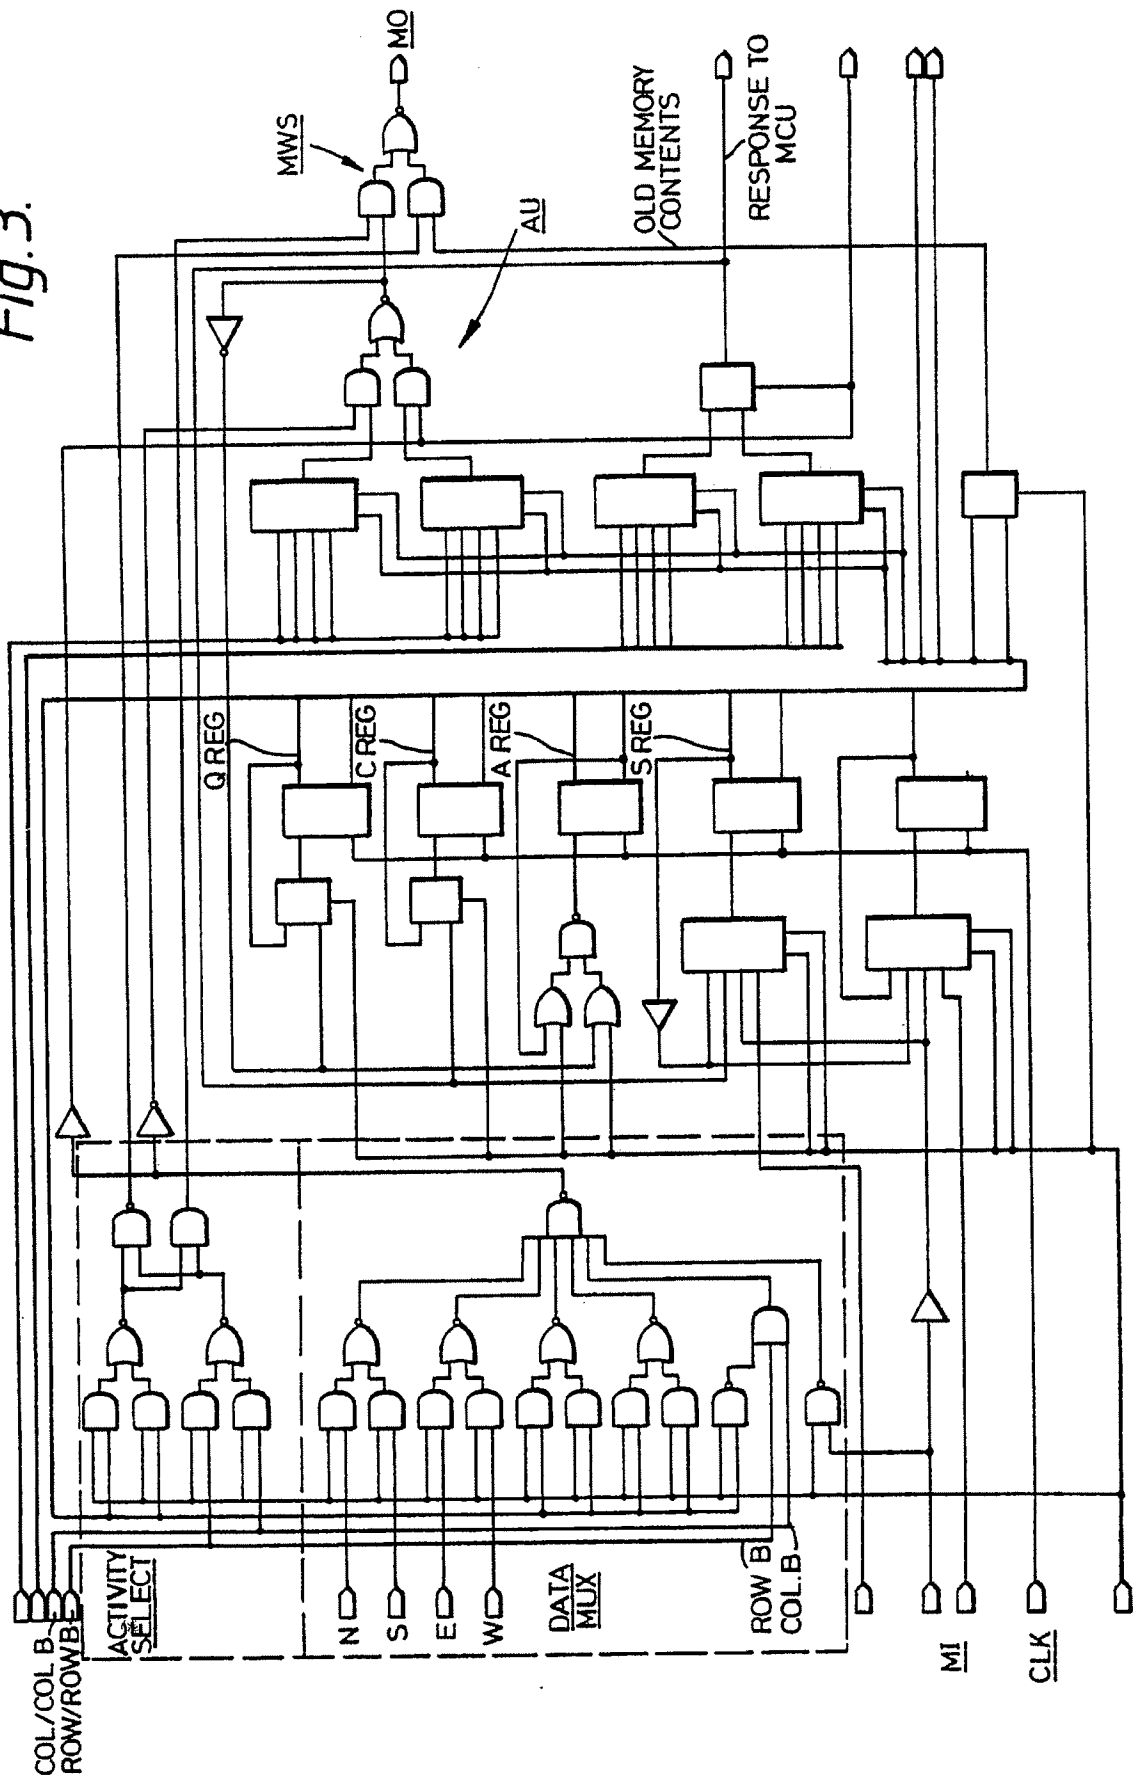 Fig.3.
COL/COL B
ROW/ROW B
ACTIVITY
SELECT
N
S
E
W
DATA
MUX
ROW B
COL.B
MI
CLK
Q REG
C REG
A REG
S REG
MWS
AU
MO
OLD MEMORY
CONTENTS
RESPONSE TO
MCU